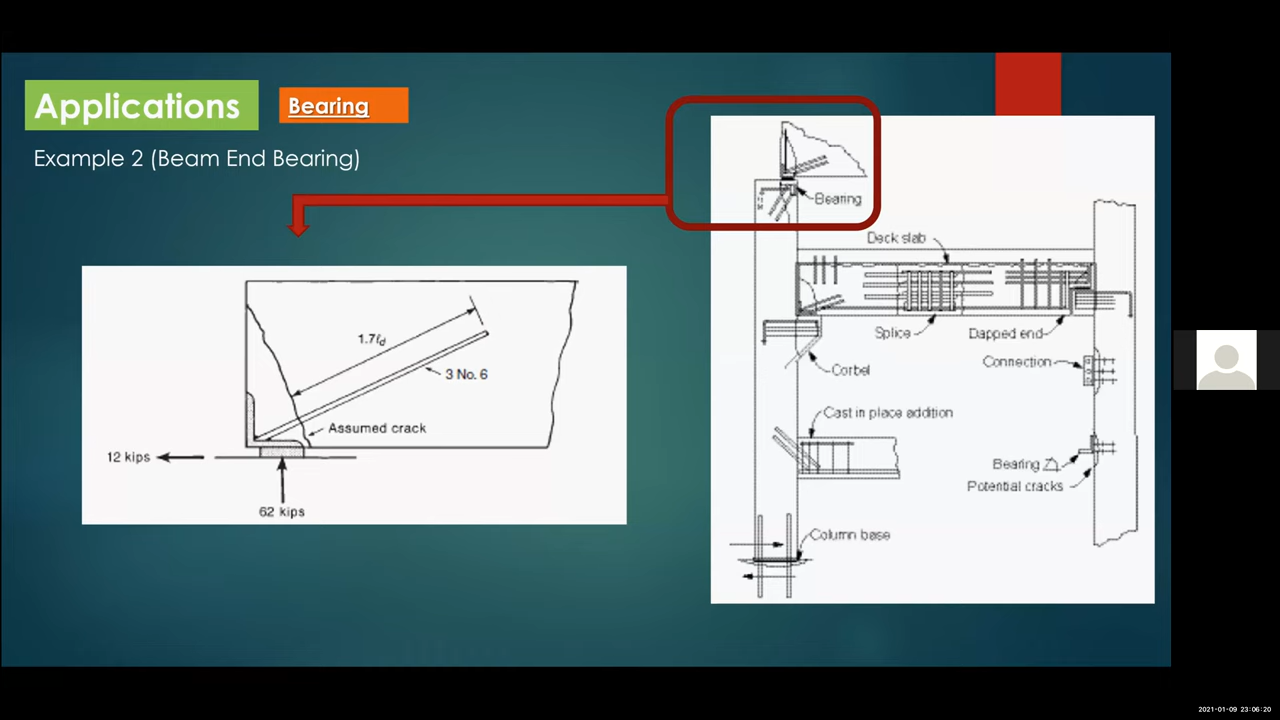 Applications
Bearing
Example 2 (Beam End Bearing)
1.7ℓd
3 No. 6
Assumed crack
12 kips
62 kips
Bearing
Deck slab
Splice
Dapped end
Connection
Corbel
Cast in place addition
Bearing
Potential cracks
Column base
2021-01-09 23:06:20